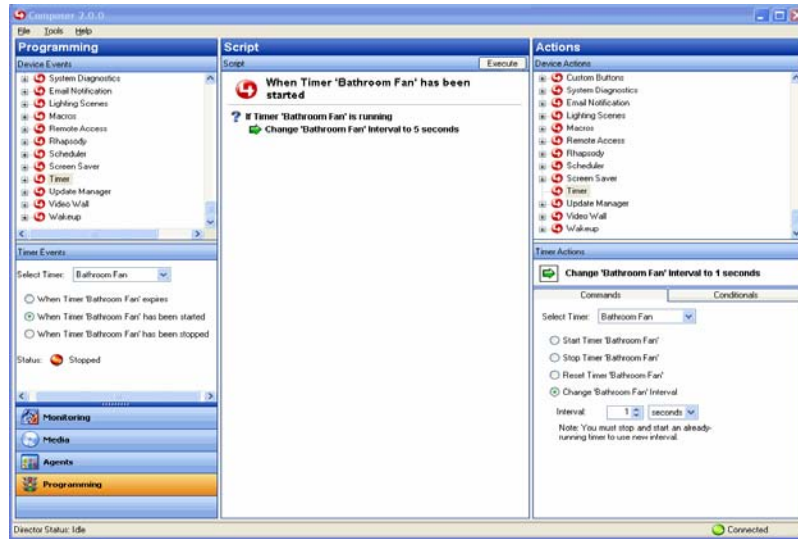 Composer 2.0.0
File Tools Help
Programming
Device Events
System Diagnostics
Email Notification
Lighting Scenes
Macros
Remote Access
Rhapsody
Scheduler
Screen Saver
Timer
Update Manager
Video Wall
Wakeup
Timer Events
Select Timer: Bathroom Fan
When Timer 'Bathroom Fan' expires
When Timer 'Bathroom Fan' has been started
When Timer 'Bathroom Fan' has been stopped
Status: Stopped
Monitoring
Media
Agents
Programming
Script
Script Execute
When Timer 'Bathroom Fan' has been
started
? If Timer 'Bathroom Fan' is running
Change 'Bathroom Fan' Interval to 5 seconds
Actions
Device Actions
Custom Buttons
System Diagnostics
Email Notification
Lighting Scenes
Macros
Remote Access
Rhapsody
Scheduler
Screen Saver
Timer
Update Manager
Video Wall
Wakeup
Timer Actions
Change 'Bathroom Fan' Interval to 1 seconds
Commands Conditionals
Select Timer: Bathroom Fan
Start Timer 'Bathroom Fan'
Stop Timer 'Bathroom Fan'
Reset Timer 'Bathroom Fan'
Change 'Bathroom Fan' Interval
Interval: 1 seconds
Note: You must stop and start an already-
running timer to use new interval.
Director Status: Idle
Connected